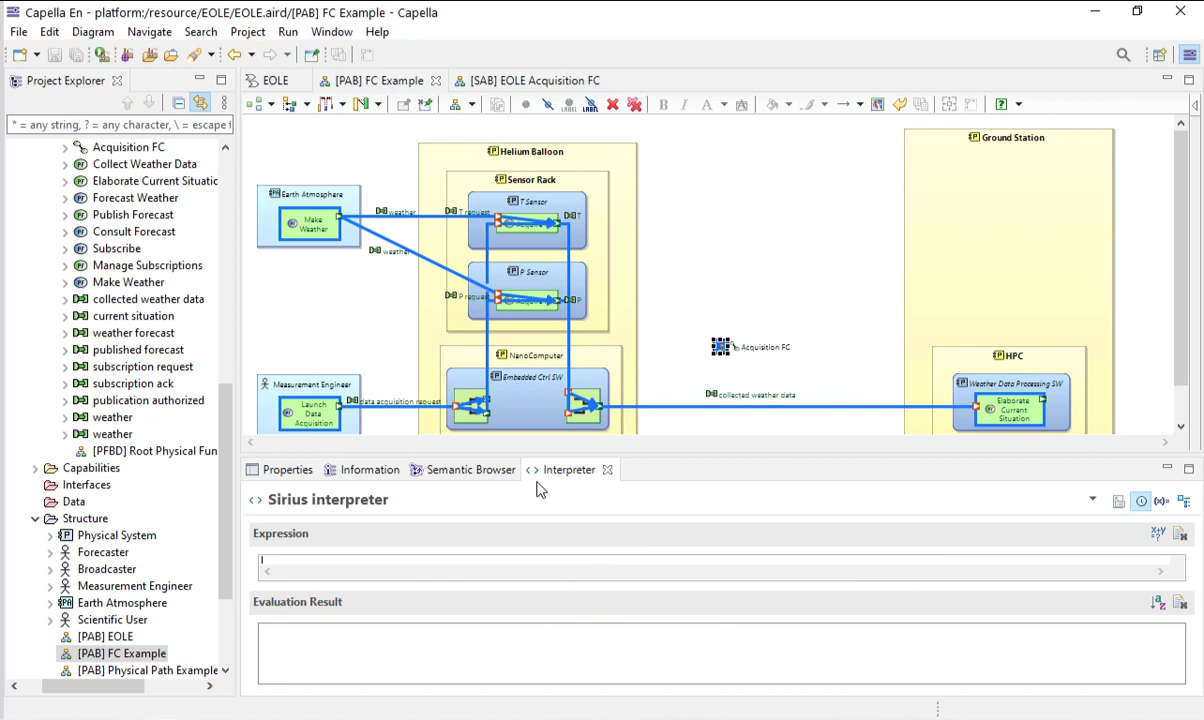 Capella En - platform:/resource/EOLE/EOLE.aird/[PAB] FC Example - Capella
File Edit Diagram Navigate Search Project Run Window Help
Project Explorer
* = any string, ? = any character, \ = escape f
Acquisition FC
Collect Weather Data
Elaborate Current Situatic
Forecast Weather
Publish Forecast
Consult Forecast
Subscribe
Manage Subscriptions
Make Weather
collected weather data
current situation
weather forecast
published forecast
subscription request
subscription ack
publication authorized
weather
weather
[PFBD] Root Physical Fun
Capabilities
Interfaces
Data
Structure
Physical System
Forecaster
Broadcaster
Measurement Engineer
Earth Atmosphere
Scientific User
[PAB] EOLE
[PAB] FC Example
[PAB] Physical Path Example
EOLE
[PAB] FC Example
[SAB] EOLE Acquisition FC
Helium Balloon
Sensor Rack
Earth Atmosphere
Make
Weather
weather
weather
T request
T Sensor
T
P request
P Sensor
P
NanoComputer
Embedded Ctrl SW
Measurement Engineer
Launch
Data
Acquisition
data acquisition request
Acquisition FC
collected weather data
Ground Station
HPC
Weather Data Processing SW
Elaborate
Current
Situation
Properties
Information
Semantic Browser
Interpreter
Sirius interpreter
Expression
Evaluation Result